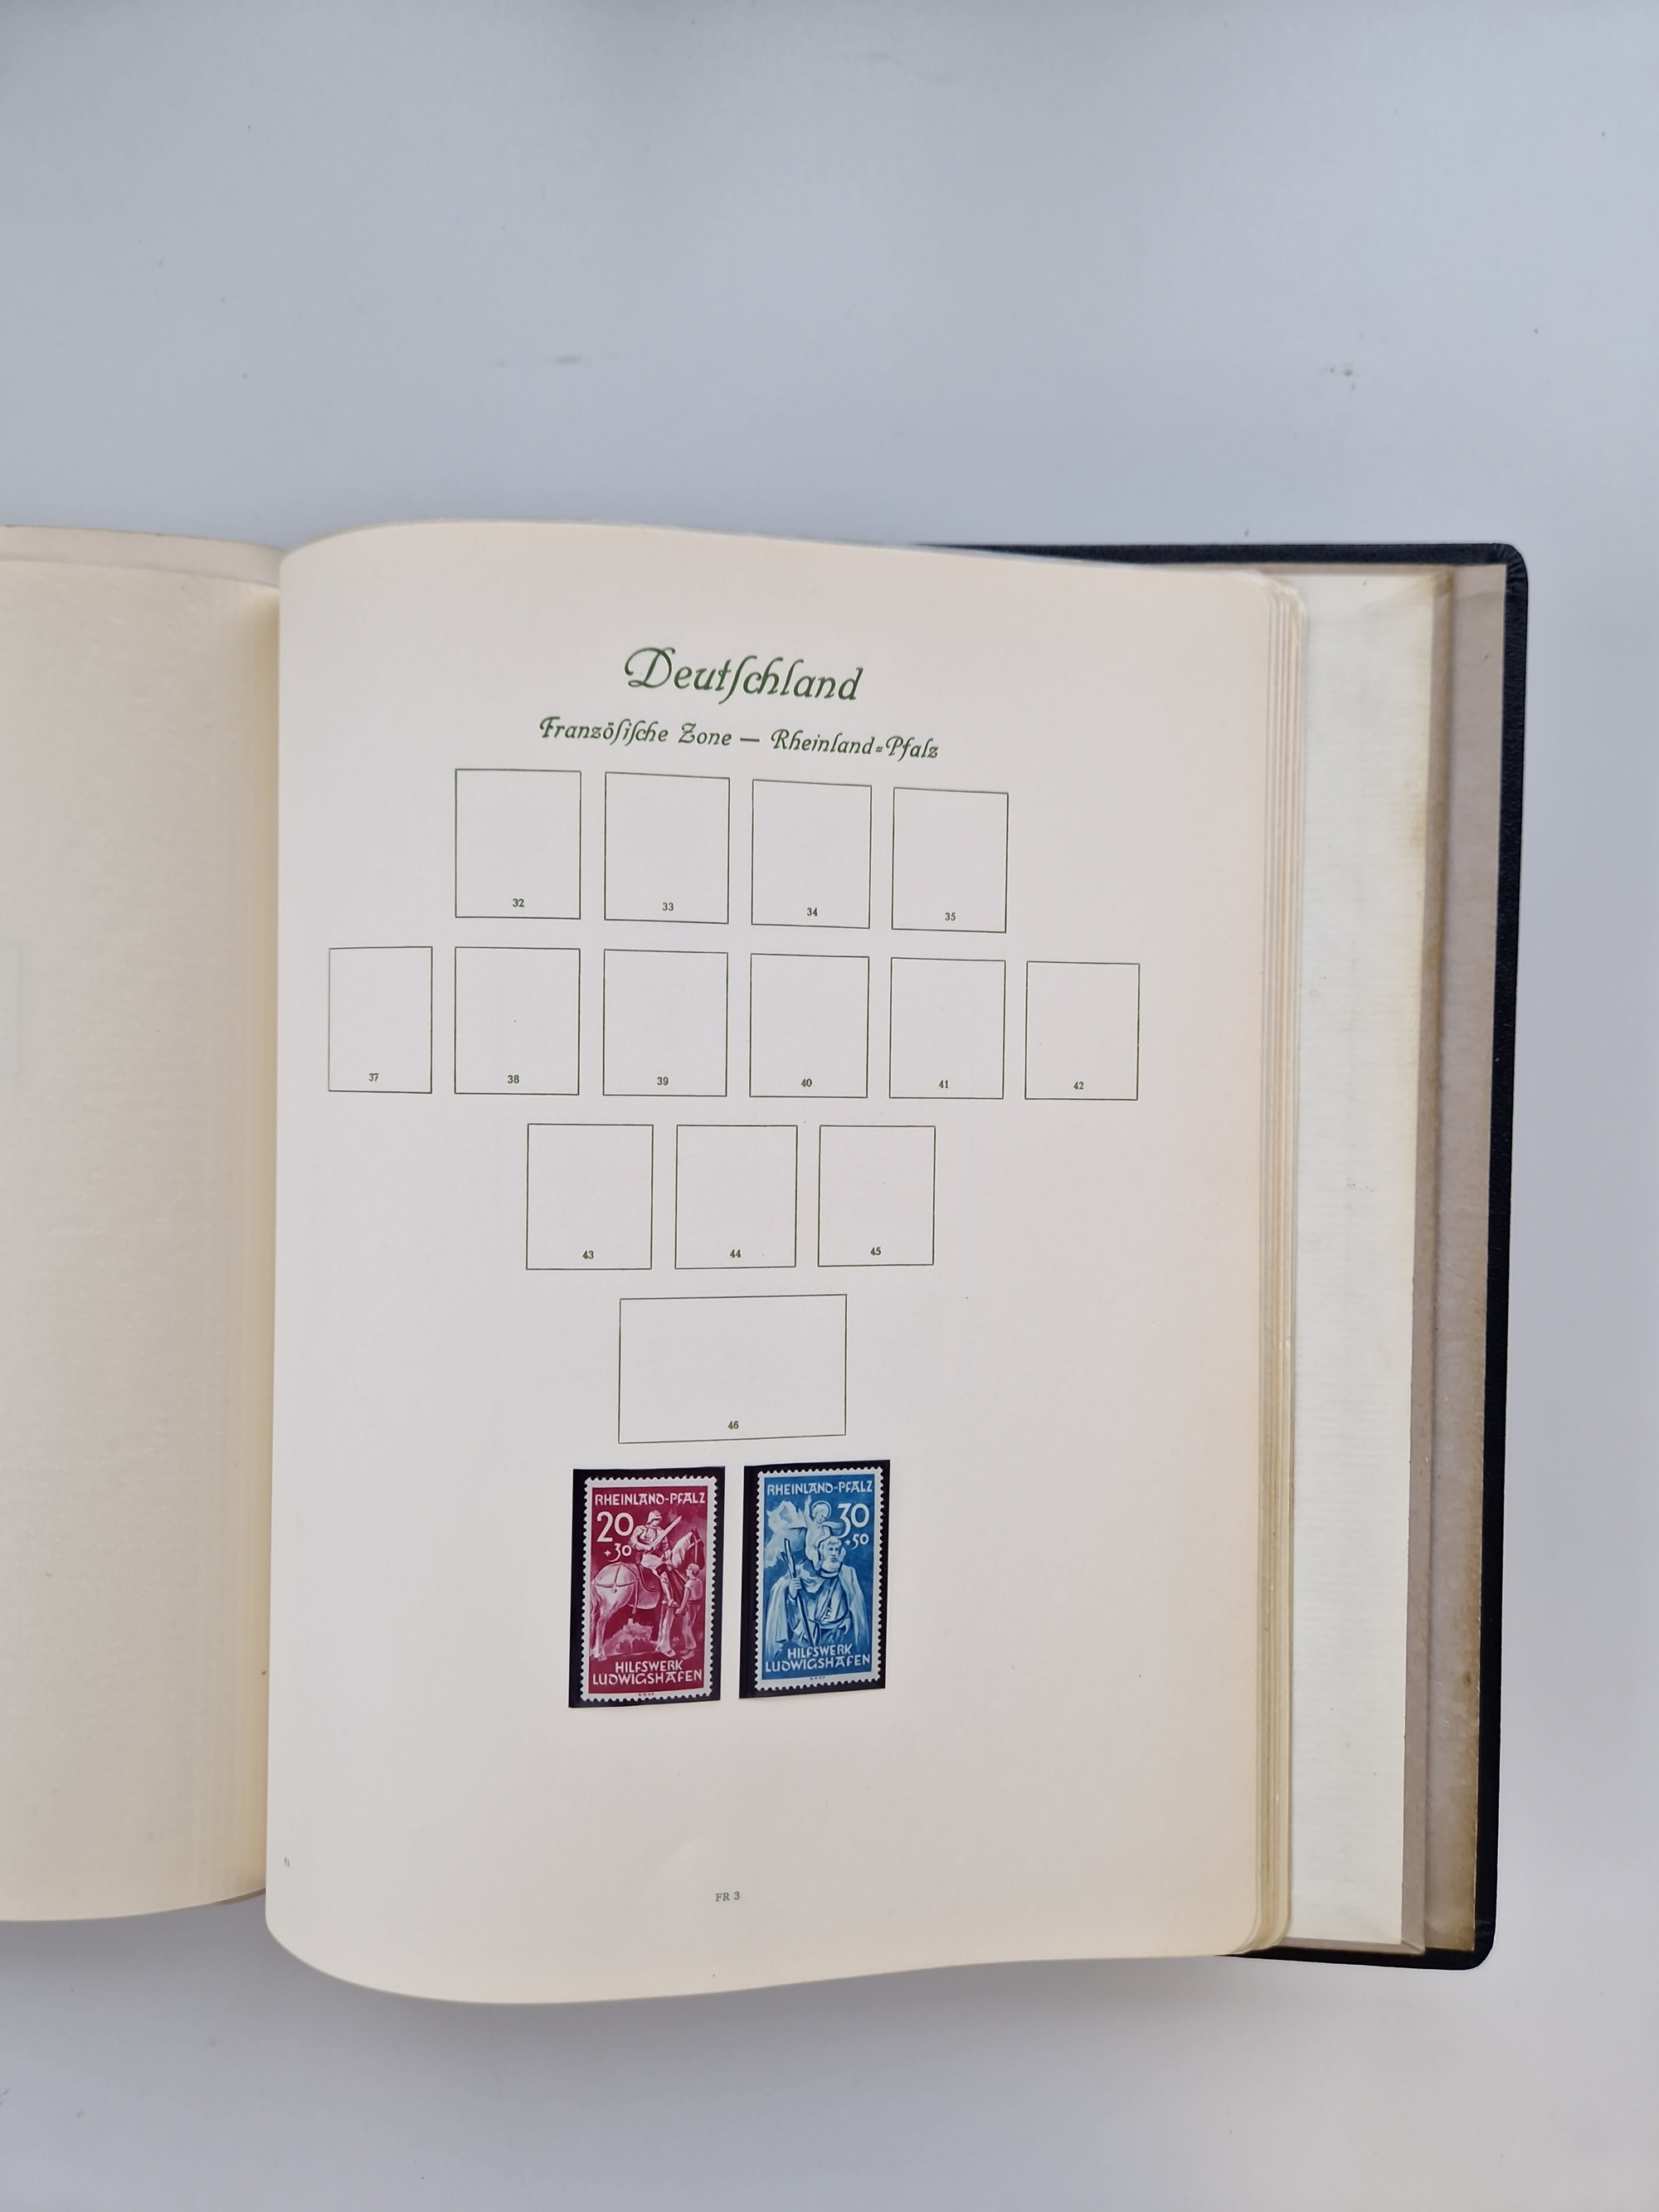 Deutſchland
Franzöſiſche Zone — Rheinland=Pfalz
32 33 34 35
37 38 39 40 41 42
43 44 45
46
RHEINLAND-PFALZ
20
+30
HILFSWERK
LUDWIGSHAFEN
RHEINLAND-PFALZ
30
+50
HILFSWERK
LUDWIGSHAFEN
FR 3